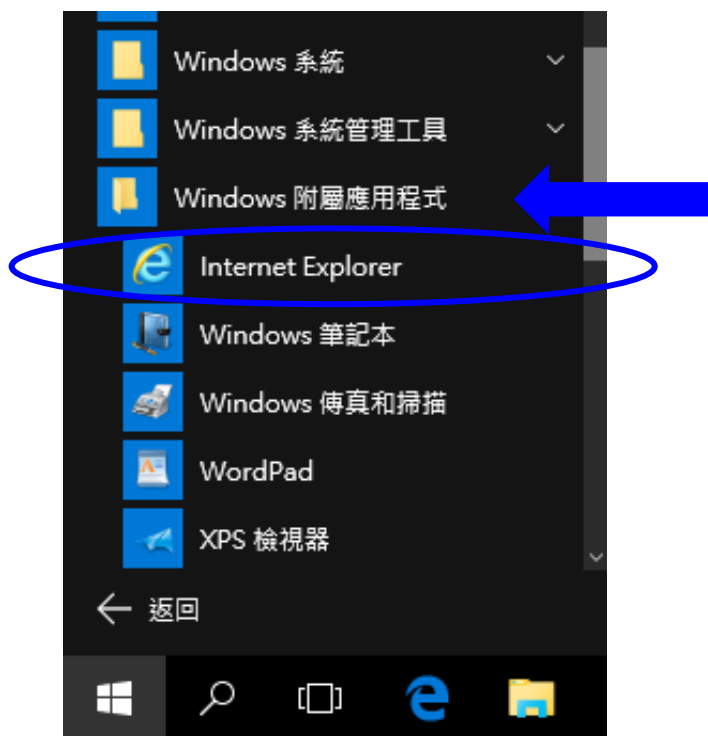 Windows 系統
Windows 系統管理工具
Windows 附屬應用程式
Internet Explorer
Windows 筆記本
Windows 傳真和掃描
WordPad
XPS 檢視器
返回